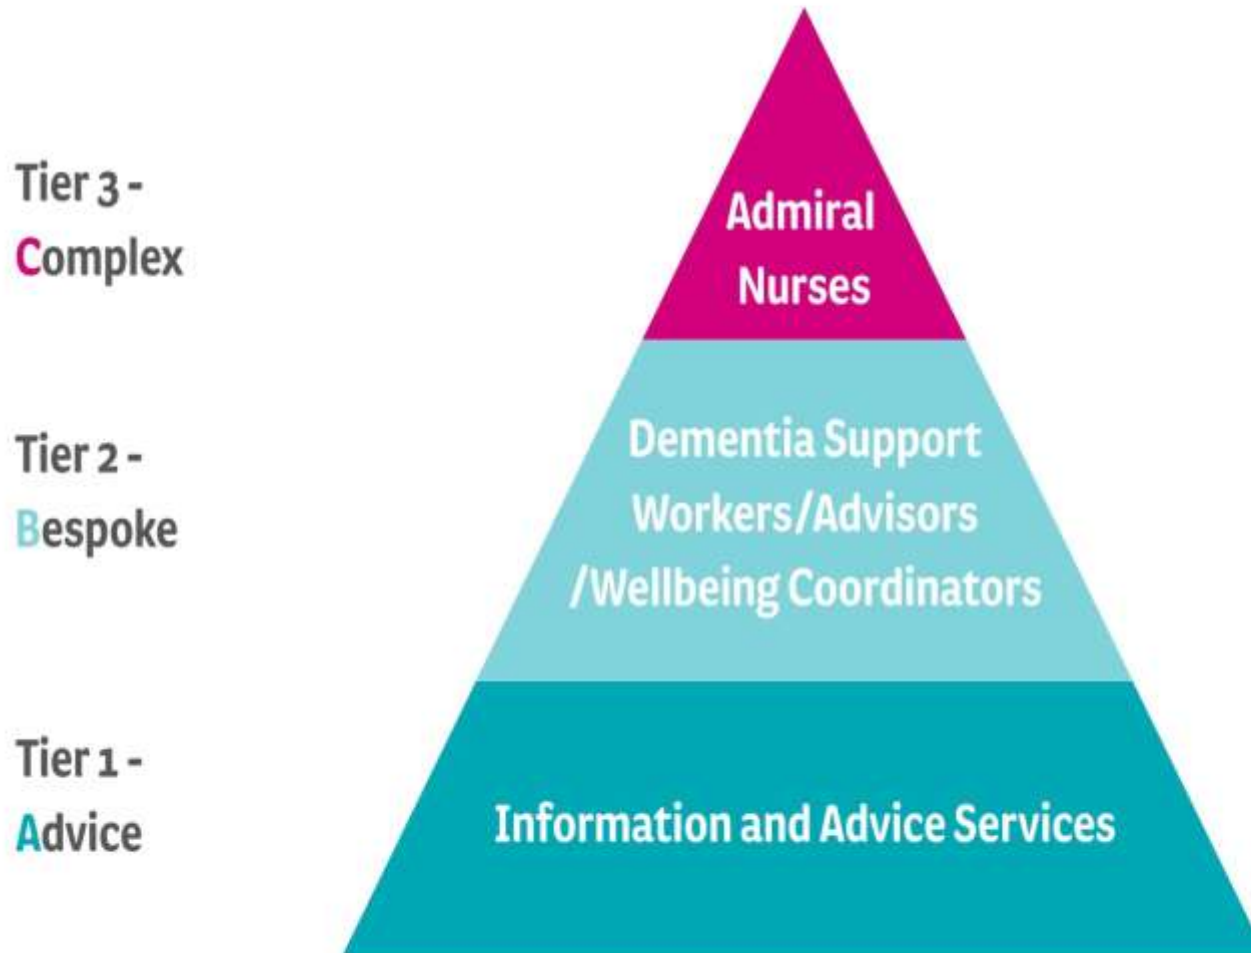 Tier 3 -
Complex
Admiral
Nurses
Tier 2 -
Bespoke
Dementia Support
Workers/Advisors
/Wellbeing Coordinators
Tier 1 -
Advice
Information and Advice Services